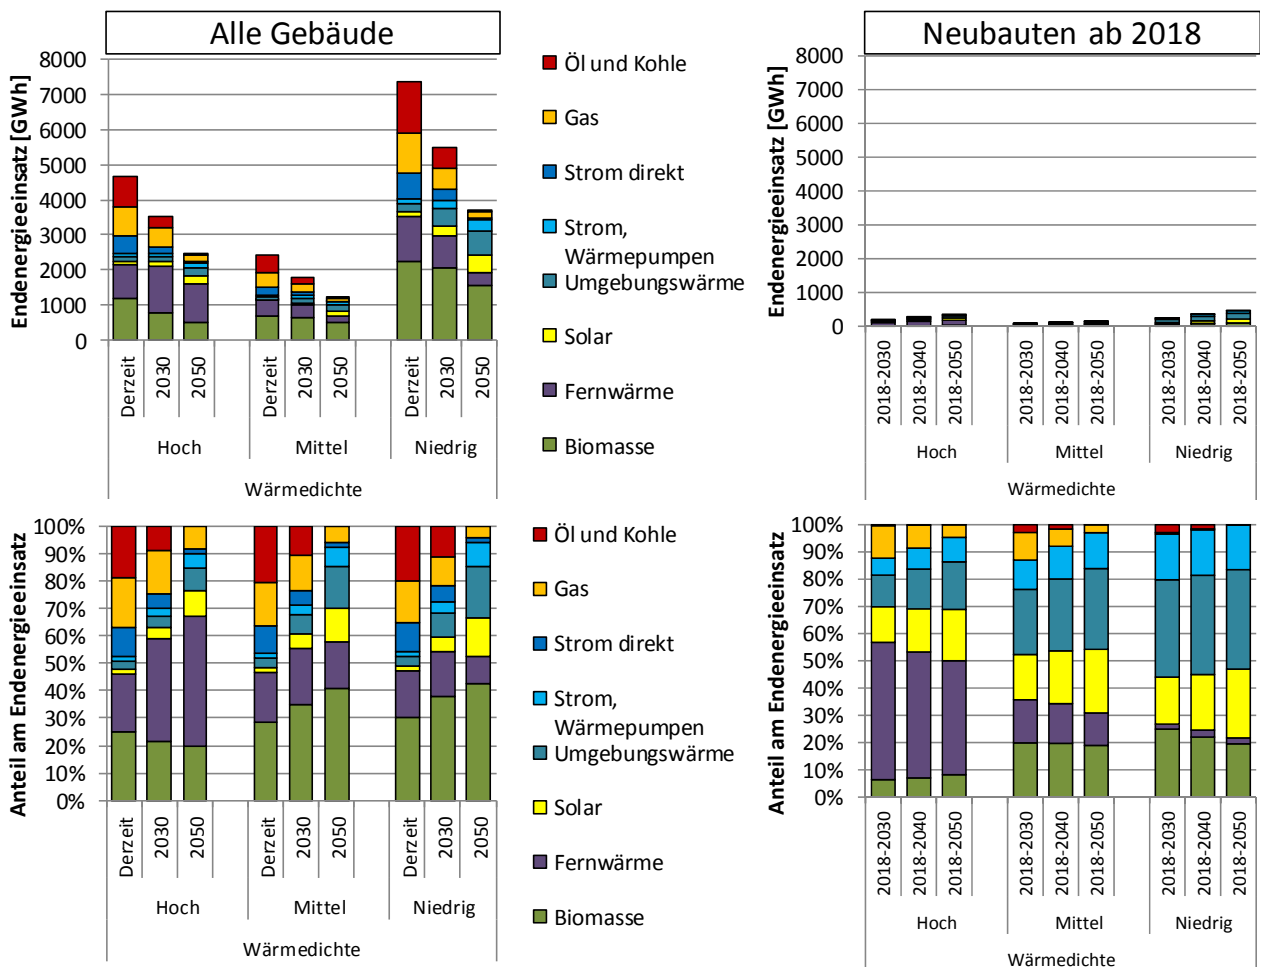 Alle Gebäude
Endenergieeinsatz [GWh]
8000
7000
6000
5000
4000
3000
2000
1000
0
Derzeit
2030
2050
Derzeit
2030
2050
Derzeit
2030
2050
Hoch
Mittel
Niedrig
Wärmedichte
Öl und Kohle
Gas
Strom direkt
Strom,
Wärmepumpen
Umgebungswärme
Solar
Fernwärme
Biomasse
Neubauten ab 2018
Endenergieeinsatz [GWh]
8000
7000
6000
5000
4000
3000
2000
1000
0
2018-2030
2018-2040
2018-2050
2018-2030
2018-2040
2018-2050
2018-2030
2018-2040
2018-2050
Hoch
Mittel
Niedrig
Wärmedichte
Anteil am Endenergieeinsatz
100%
90%
80%
70%
60%
50%
40%
30%
20%
10%
0%
Derzeit
2030
2050
Derzeit
2030
2050
Derzeit
2030
2050
Hoch
Mittel
Niedrig
Wärmedichte
Öl und Kohle
Gas
Strom direkt
Strom,
Wärmepumpen
Umgebungswärme
Solar
Fernwärme
Biomasse
Anteil am Endenergieeinsatz
100%
90%
80%
70%
60%
50%
40%
30%
20%
10%
0%
2018-2030
2018-2040
2018-2050
2018-2030
2018-2040
2018-2050
2018-2030
2018-2040
2018-2050
Hoch
Mittel
Niedrig
Wärmedichte